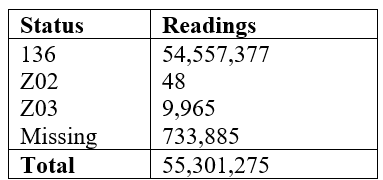 Status Readings
136 54,557,377
Z02 48
Z03 9,965
Missing 733,885
Total 55,301,275